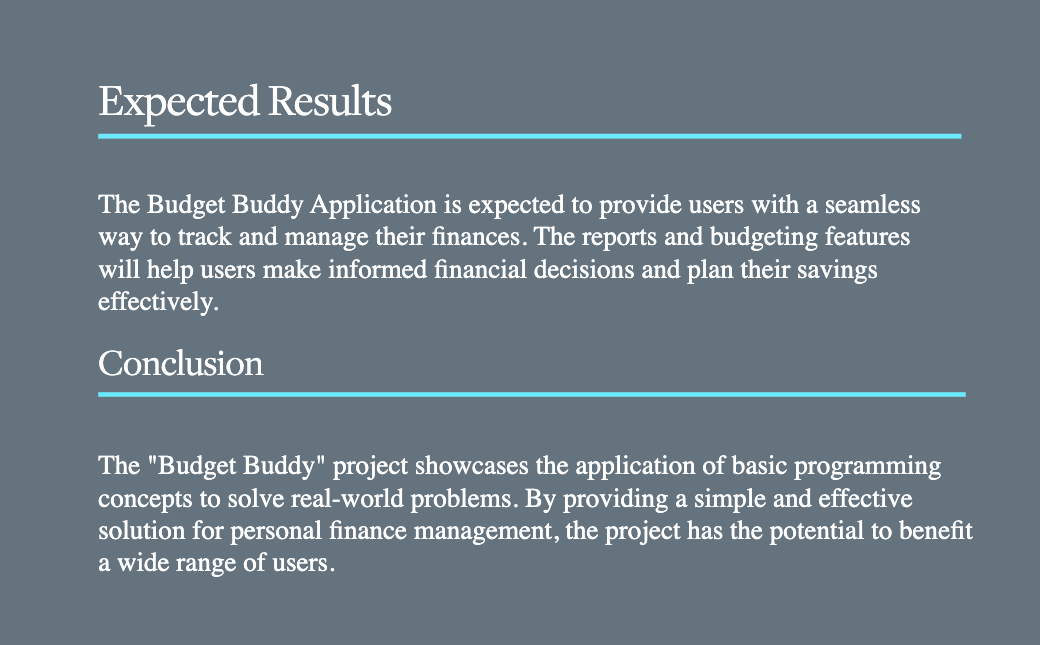 Expected Results
The Budget Buddy Application is expected to provide users with a seamless
way to track and manage their finances. The reports and budgeting features
will help users make informed financial decisions and plan their savings
effectively.
Conclusion
The "Budget Buddy" project showcases the application of basic programming
concepts to solve real-world problems. By providing a simple and effective
solution for personal finance management, the project has the potential to benefit
a wide range of users.